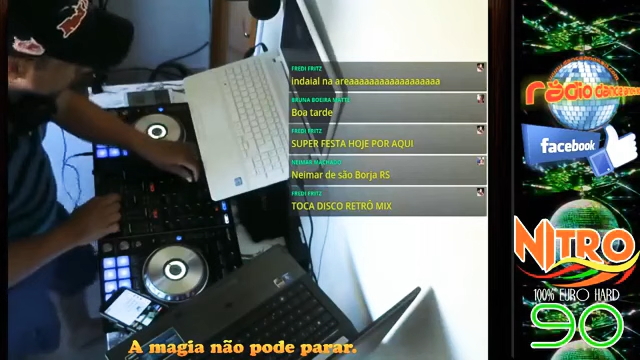 FREDI FRITZ
indaial na areaaaaaaaaaaaaaaaaaaa
BRUNA BOEIRA MATTE
Boa tarde
FREDI FRITZ
SUPER FESTA HOJE POR AQUI
NEIMAR MACHADO
Neimar de são Borja RS
FREDI FRITZ
TOCA DISCO RETRÔ MIX
rádio dance
facebook
NITRO
100% EURO HARD
90
A magia não pode parar.